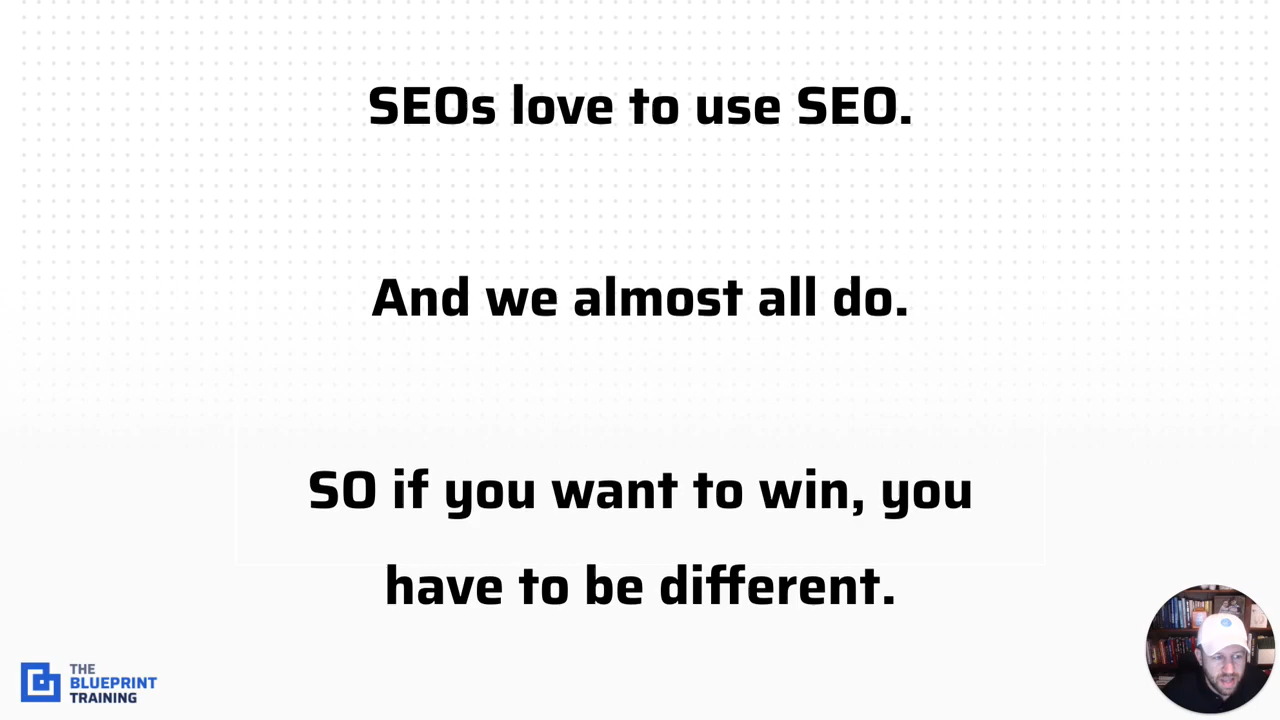 SEOs love to use SEO.
And we almost all do.
SO if you want to win, you
have to be different.
THE
BLUEPRINT
TRAINING